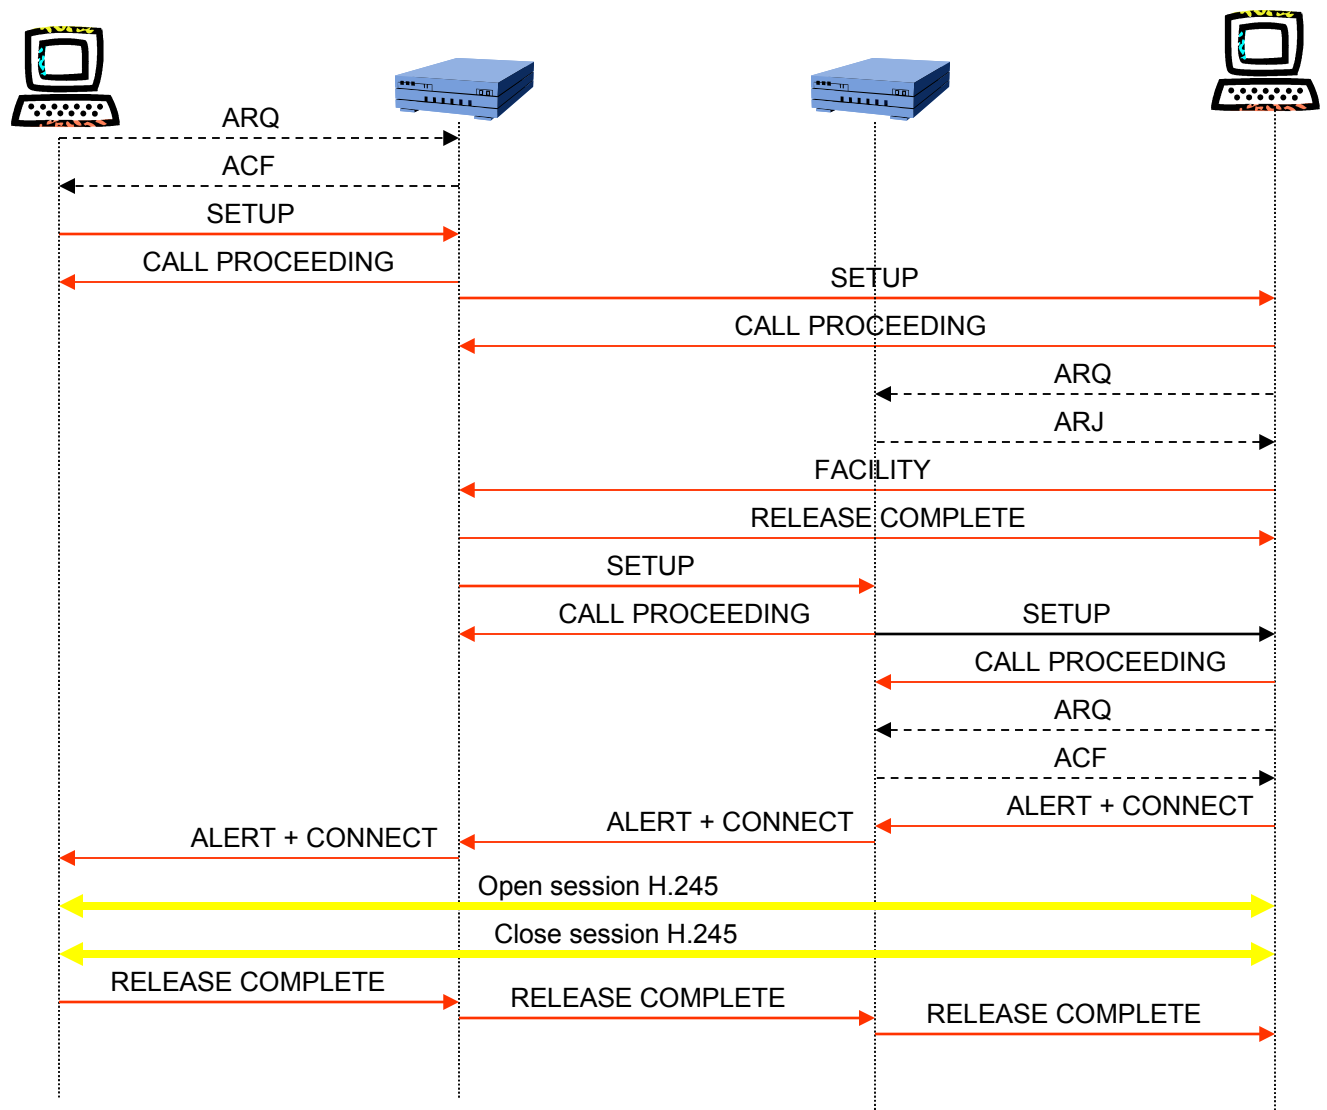 ARQ
ACF
SETUP
CALL PROCEEDING
SETUP
CALL PROCEEDING
ARQ
ARJ
FACILITY
RELEASE COMPLETE
SETUP
CALL PROCEEDING
SETUP
CALL PROCEEDING
ARQ
ACF
ALERT + CONNECT
ALERT + CONNECT
ALERT + CONNECT
Open session H.245
Close session H.245
RELEASE COMPLETE
RELEASE COMPLETE
RELEASE COMPLETE